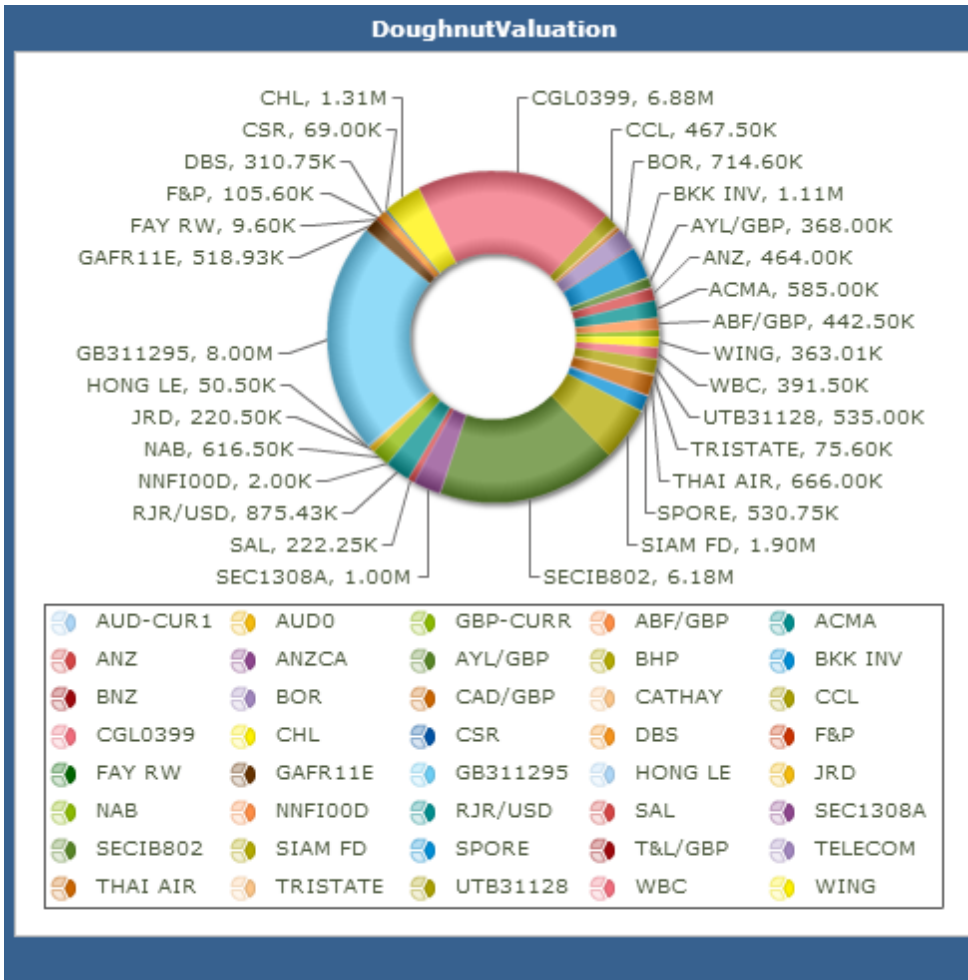 DoughnutValuation
CHL, 1.31M
CGL0399, 6.88M
CSR, 69.00K
CCL, 467.50K
DBS, 310.75K
BOR, 714.60K
F&P, 105.60K
BKK INV, 1.11M
FAY RW, 9.60K
AYL/GBP, 368.00K
GAFR11E, 518.93K
ANZ, 464.00K
ACMA, 585.00K
ABF/GBP, 442.50K
GB311295, 8.00M
WING, 363.01K
HONG LE, 50.50K
WBC, 391.50K
JRD, 220.50K
UTB31128, 535.00K
NAB, 616.50K
TRISTATE, 75.60K
NNFI00D, 2.00K
THAI AIR, 666.00K
RJR/USD, 875.43K
SPORE, 530.75K
SAL, 222.25K
SIAM FD, 1.90M
SEC1308A, 1.00M
SECIB802, 6.18M
AUD-CUR1 AUD0 GBP-CURR ABF/GBP ACMA
ANZ ANZCA AYL/GBP BHP BKK INV
BNZ BOR CAD/GBP CATHAY CCL
CGL0399 CHL CSR DBS F&P
FAY RW GAFR11E GB311295 HONG LE JRD
NAB NNFI00D RJR/USD SAL SEC1308A
SECIB802 SIAM FD SPORE T&L/GBP TELECOM
THAI AIR TRISTATE UTB31128 WBC WING